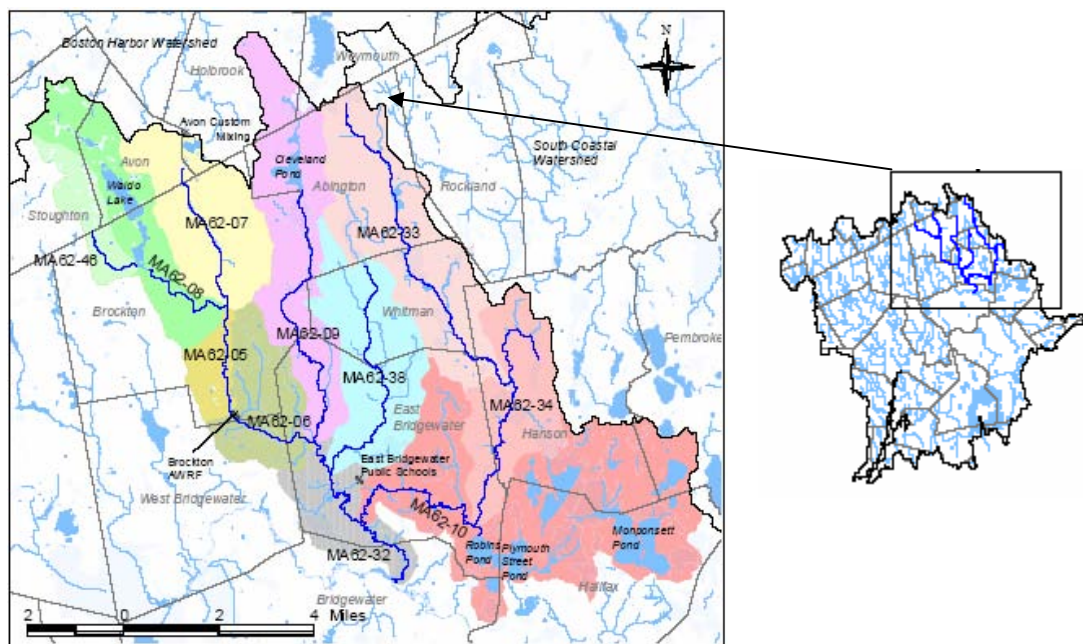 Boston Harbor Watershed
Weymouth
N
Holbrook
Avon Custom
Mixing
South Coastal
Watershed
Cleveland
Pond
Avon
Abington
Rockland
Waldo
Lake
Stoughton
MA62-07
MA62-33
MA62-46
MA62-08
Brockton
Whitman
Pembroke
MA62-09
MA62-05
MA62-38
MA62-34
East
Bridgewater
MA62-06
Hanson
Brockton
AWRF
East Bridgewater
Public Schools
West Bridgewater
MA62-10
Robins
Pond
Plymouth
Street
Pond
Monponsett
Pond
MA62-32
Halifax
Bridgewater
2 0 2 4
Miles